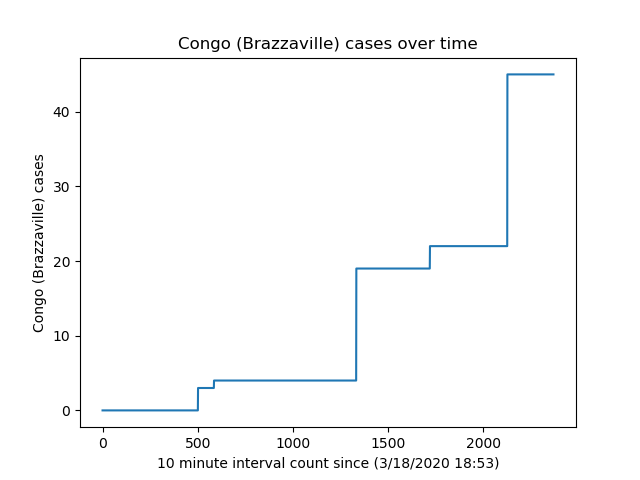 Congo (Brazzaville) cases over time
Congo (Brazzaville) cases
40
30
20
10
0
0 500 1000 1500 2000
10 minute interval count since (3/18/2020 18:53)